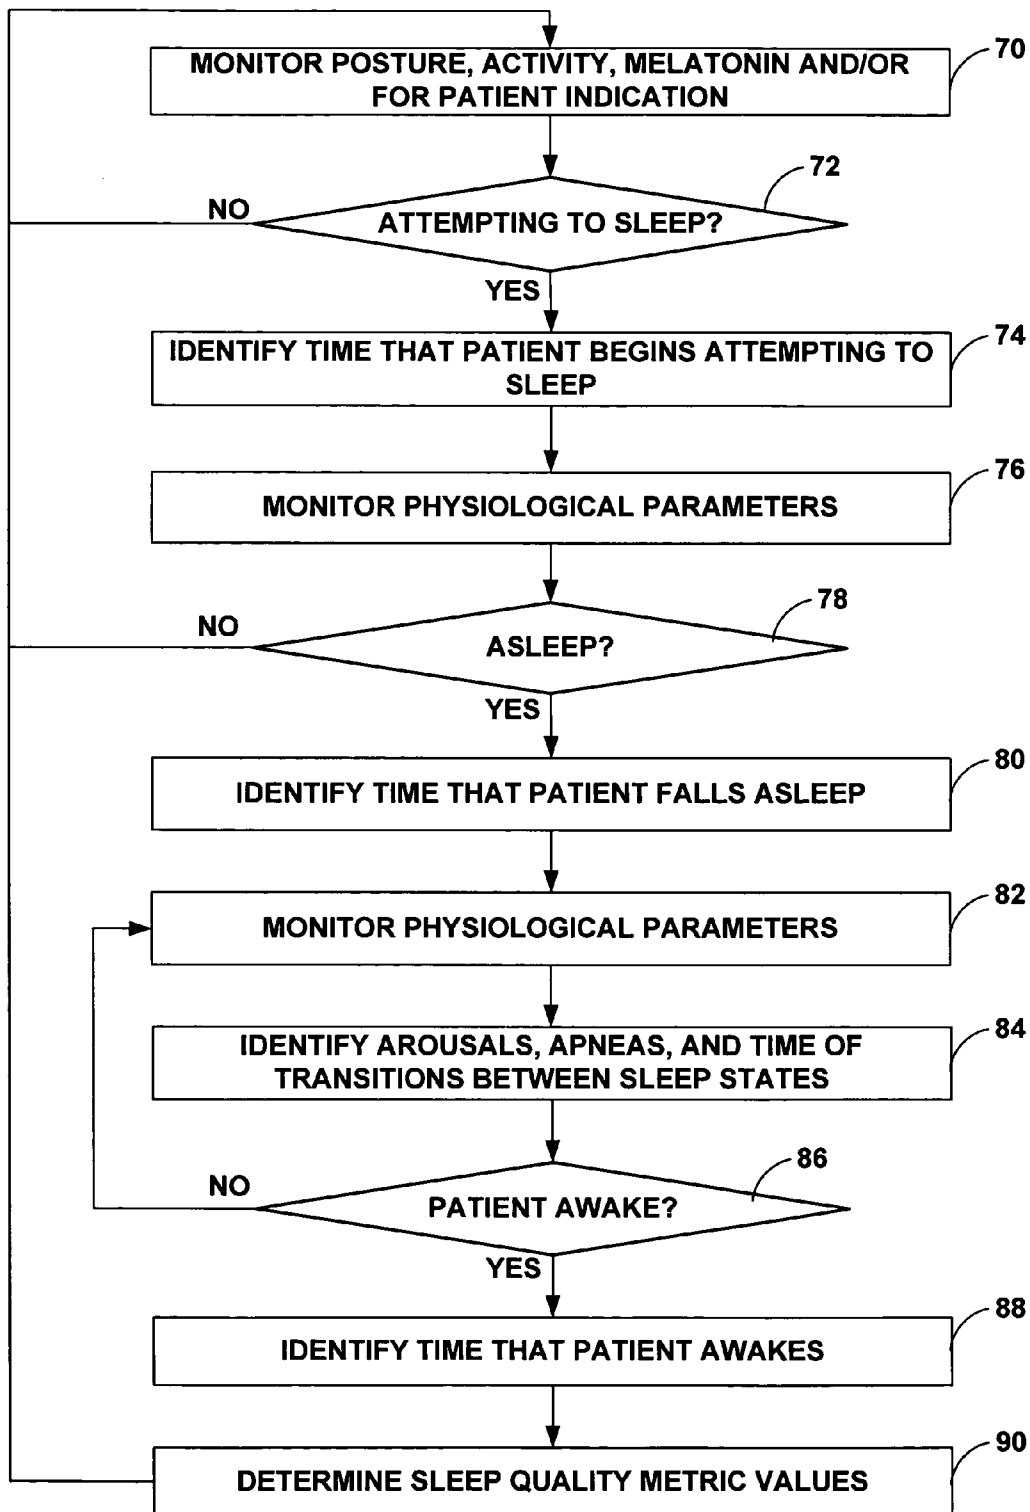 MONITOR POSTURE, ACTIVITY, MELATONIN AND/OR
FOR PATIENT INDICATION
70
72
NO
ATTEMPTING TO SLEEP?
YES
74
IDENTIFY TIME THAT PATIENT BEGINS ATTEMPTING TO
SLEEP
76
MONITOR PHYSIOLOGICAL PARAMETERS
78
NO
ASLEEP?
YES
80
IDENTIFY TIME THAT PATIENT FALLS ASLEEP
82
MONITOR PHYSIOLOGICAL PARAMETERS
84
IDENTIFY AROUSALS, APNEAS, AND TIME OF
TRANSITIONS BETWEEN SLEEP STATES
86
NO
PATIENT AWAKE?
YES
88
IDENTIFY TIME THAT PATIENT AWAKES
90
DETERMINE SLEEP QUALITY METRIC VALUES